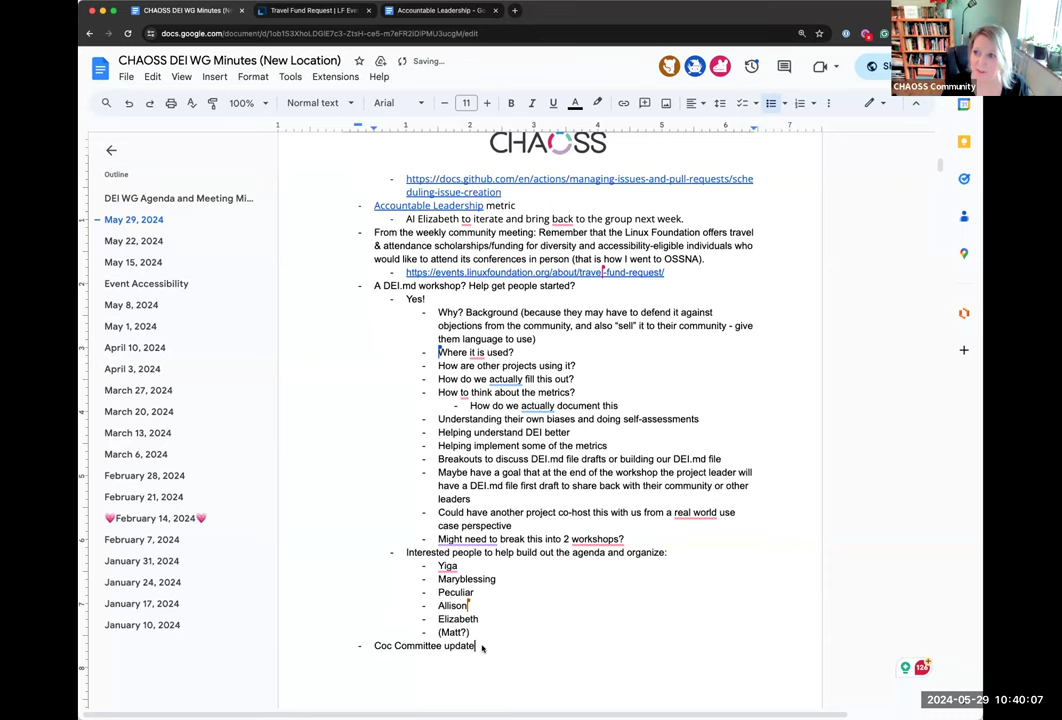 CHAOSS DEI WG Minutes (N
Travel Fund Request | LF Eve
Accountable Leadership - Go
docs.google.com/document/d/1ob1S3XhoLDGlE7c3-ZtsH-ce5-m7eFR2iDlPMU3ucgM/edit
CHAOSS DEI WG Minutes (New Location)
Saving...
File Edit View Insert Format Tools Extensions Help
Sh
CHAOSS Community
100%
Normal text
Arial
11
1 1 2 3 4 5 6 7
Outline
DEI WG Agenda and Meeting Mi...
May 29, 2024
May 22, 2024
May 15, 2024
Event Accessibility
May 8, 2024
May 1, 2024
April 10, 2024
April 3, 2024
March 27, 2024
March 20, 2024
March 13, 2024
March 6, 2024
February 28, 2024
February 21, 2024
💗February 14, 2024💗
February 7, 2024
January 31, 2024
January 24, 2024
January 17, 2024
January 10, 2024
CHAOSS
- https://docs.github.com/en/actions/managing-issues-and-pull-requests/sche
duling-issue-creation
- Accountable Leadership metric
- AI Elizabeth to iterate and bring back to the group next week.
- From the weekly community meeting: Remember that the Linux Foundation offers travel
& attendance scholarships/funding for diversity and accessibility-eligible individuals who
would like to attend its conferences in person (that is how I went to OSSNA).
- https://events.linuxfoundation.org/about/travel-fund-request/
- A DEI.md workshop? Help get people started?
- Yes!
- Why? Background (because they may have to defend it against
objections from the community, and also “sell” it to their community - give
them language to use)
- Where it is used?
- How are other projects using it?
- How do we actually fill this out?
- How to think about the metrics?
- How do we actually document this
- Understanding their own biases and doing self-assessments
- Helping understand DEI better
- Helping implement some of the metrics
- Breakouts to discuss DEI.md file drafts or building our DEI.md file
- Maybe have a goal that at the end of the workshop the project leader will
have a DEI.md file first draft to share back with their community or other
leaders
- Could have another project co-host this with us from a real world use
case perspective
- Might need to break this into 2 workshops?
- Interested people to help build out the agenda and organize:
- Yiga
- Maryblessing
- Peculiar
- Allison
- Elizabeth
- (Matt?)
- Coc Committee update
126
2024-05-29 10:40:07